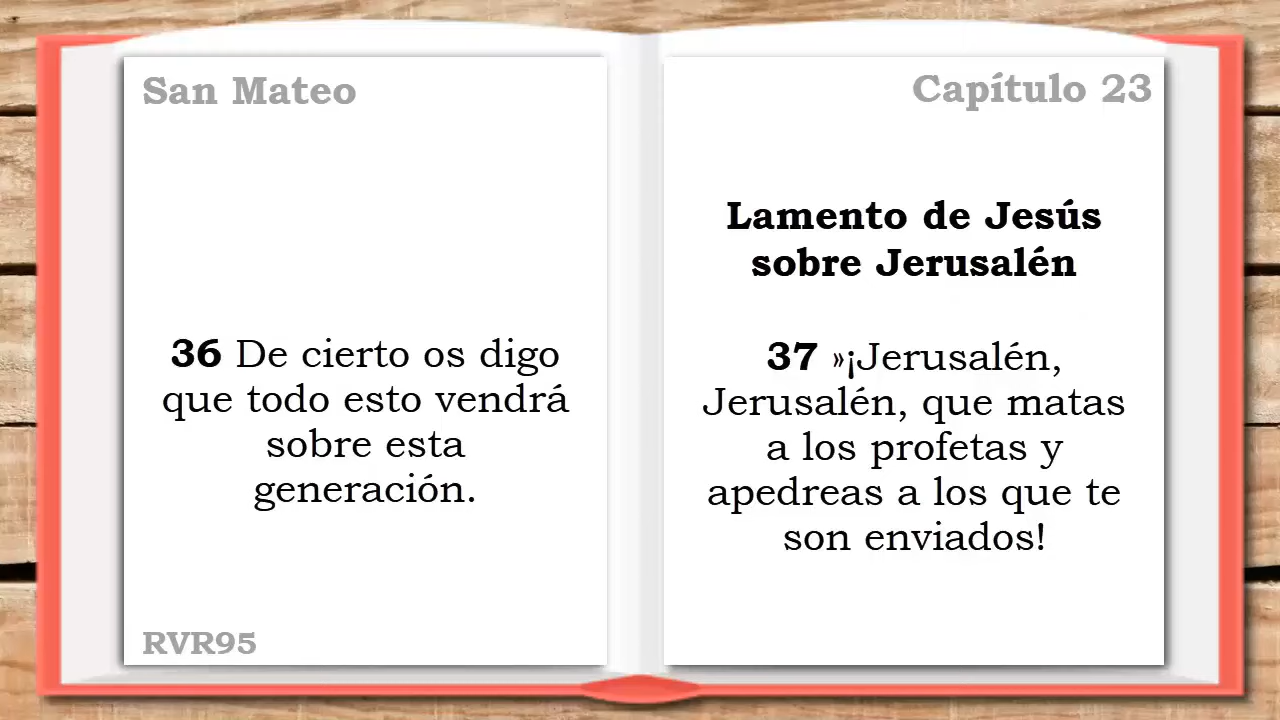 San Mateo
36 De cierto os digo
que todo esto vendrá
sobre esta
generación.
RVR95
Capítulo 23
Lamento de Jesús
sobre Jerusalén
37 »¡Jerusalén,
Jerusalén, que matas
a los profetas y
apedreas a los que te
son enviados!